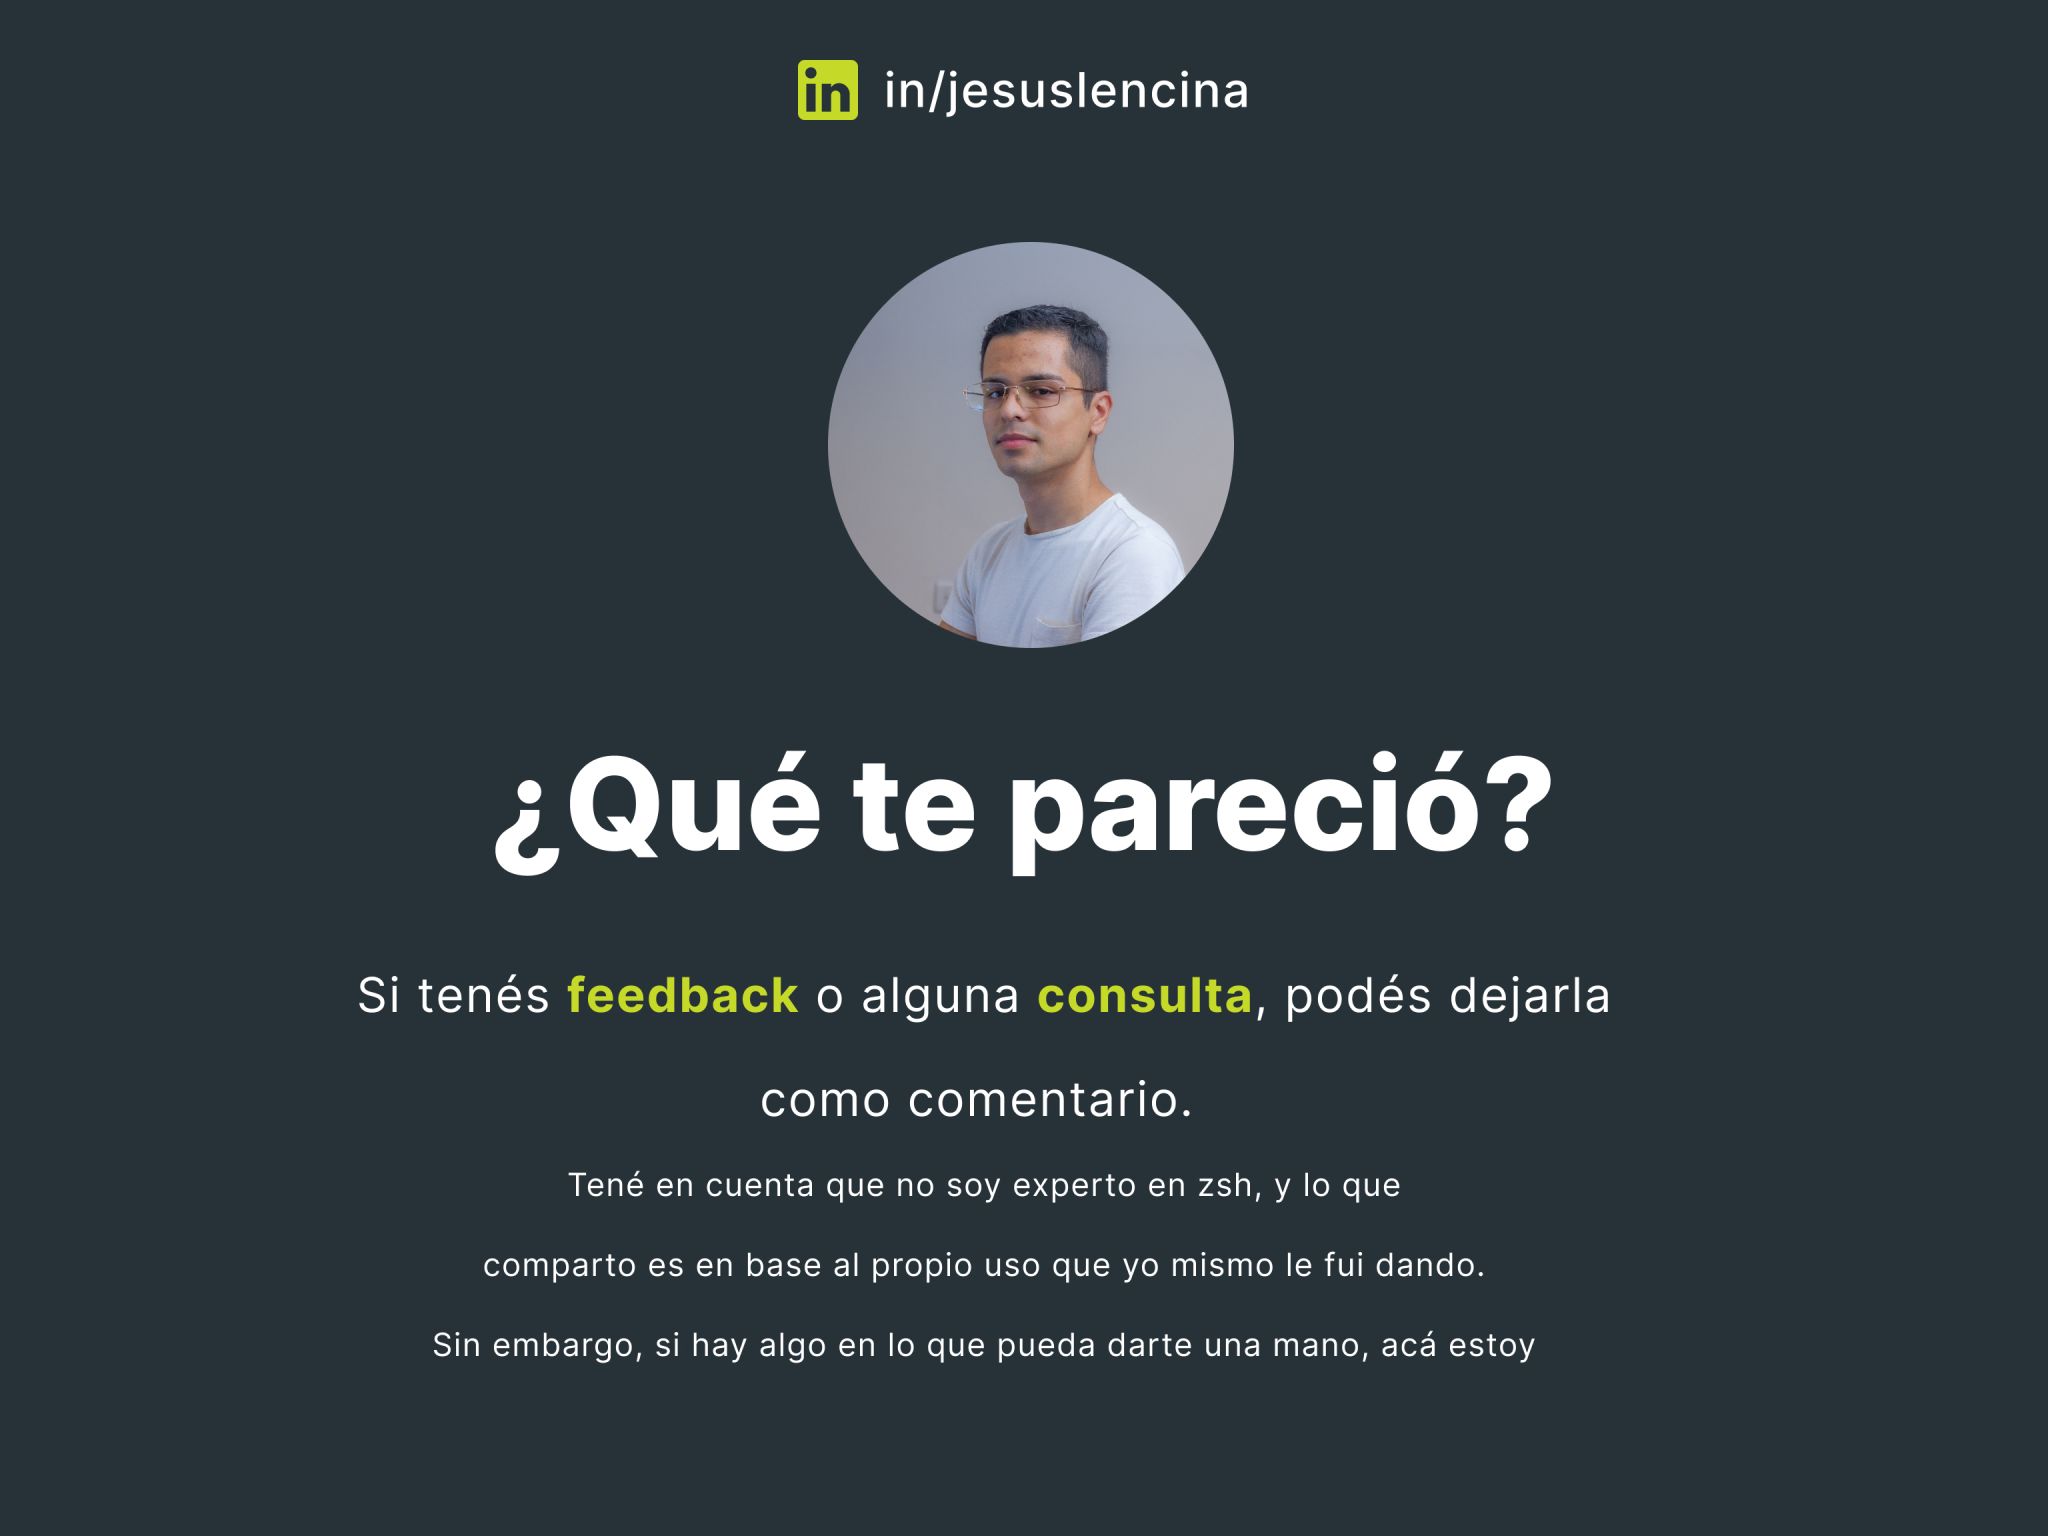 in in/jesuslencina
¿Qué te pareció?
Si tenés feedback o alguna consulta, podés dejarla
como comentario.
Tené en cuenta que no soy experto en zsh, y lo que
comparto es en base al propio uso que yo mismo le fui dando.
Sin embargo, si hay algo en lo que pueda darte una mano, acá estoy